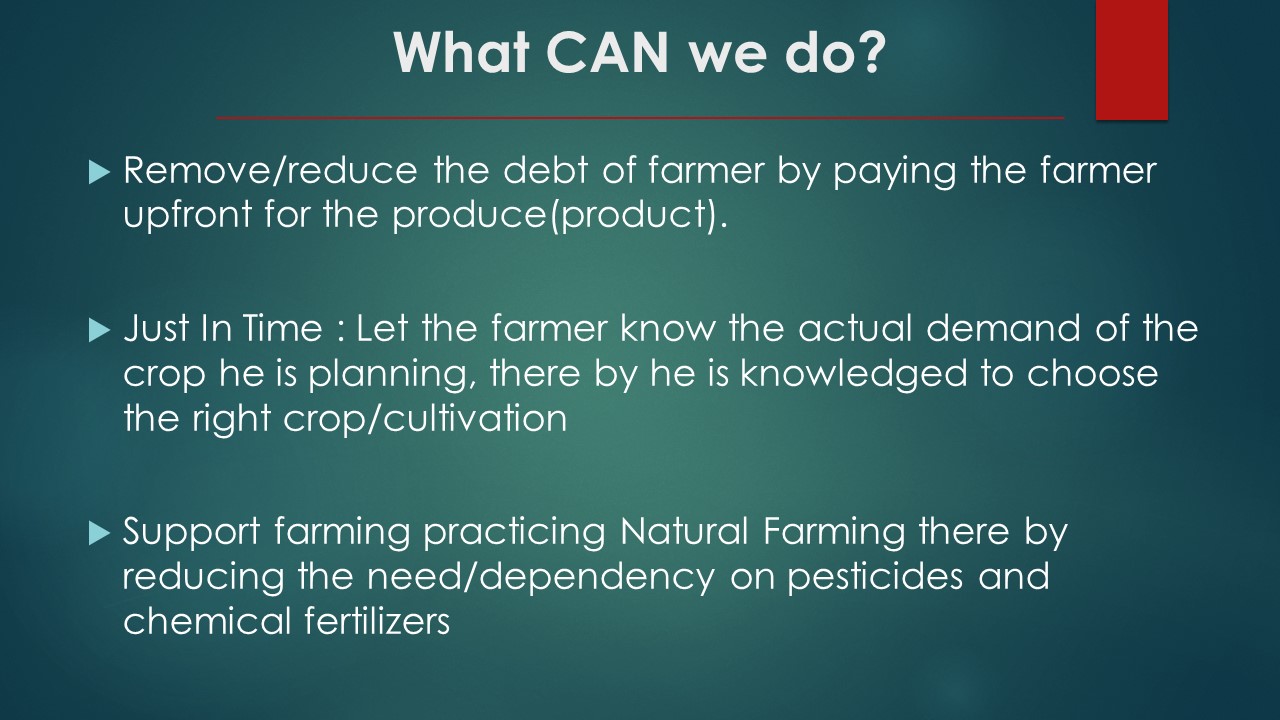 What CAN we do?
Remove/reduce the debt of farmer by paying the farmer
upfront for the produce(product).
Just In Time : Let the farmer know the actual demand of the
crop he is planning, there by he is knowledged to choose
the right crop/cultivation
Support farming practicing Natural Farming there by
reducing the need/dependency on pesticides and
chemical fertilizers